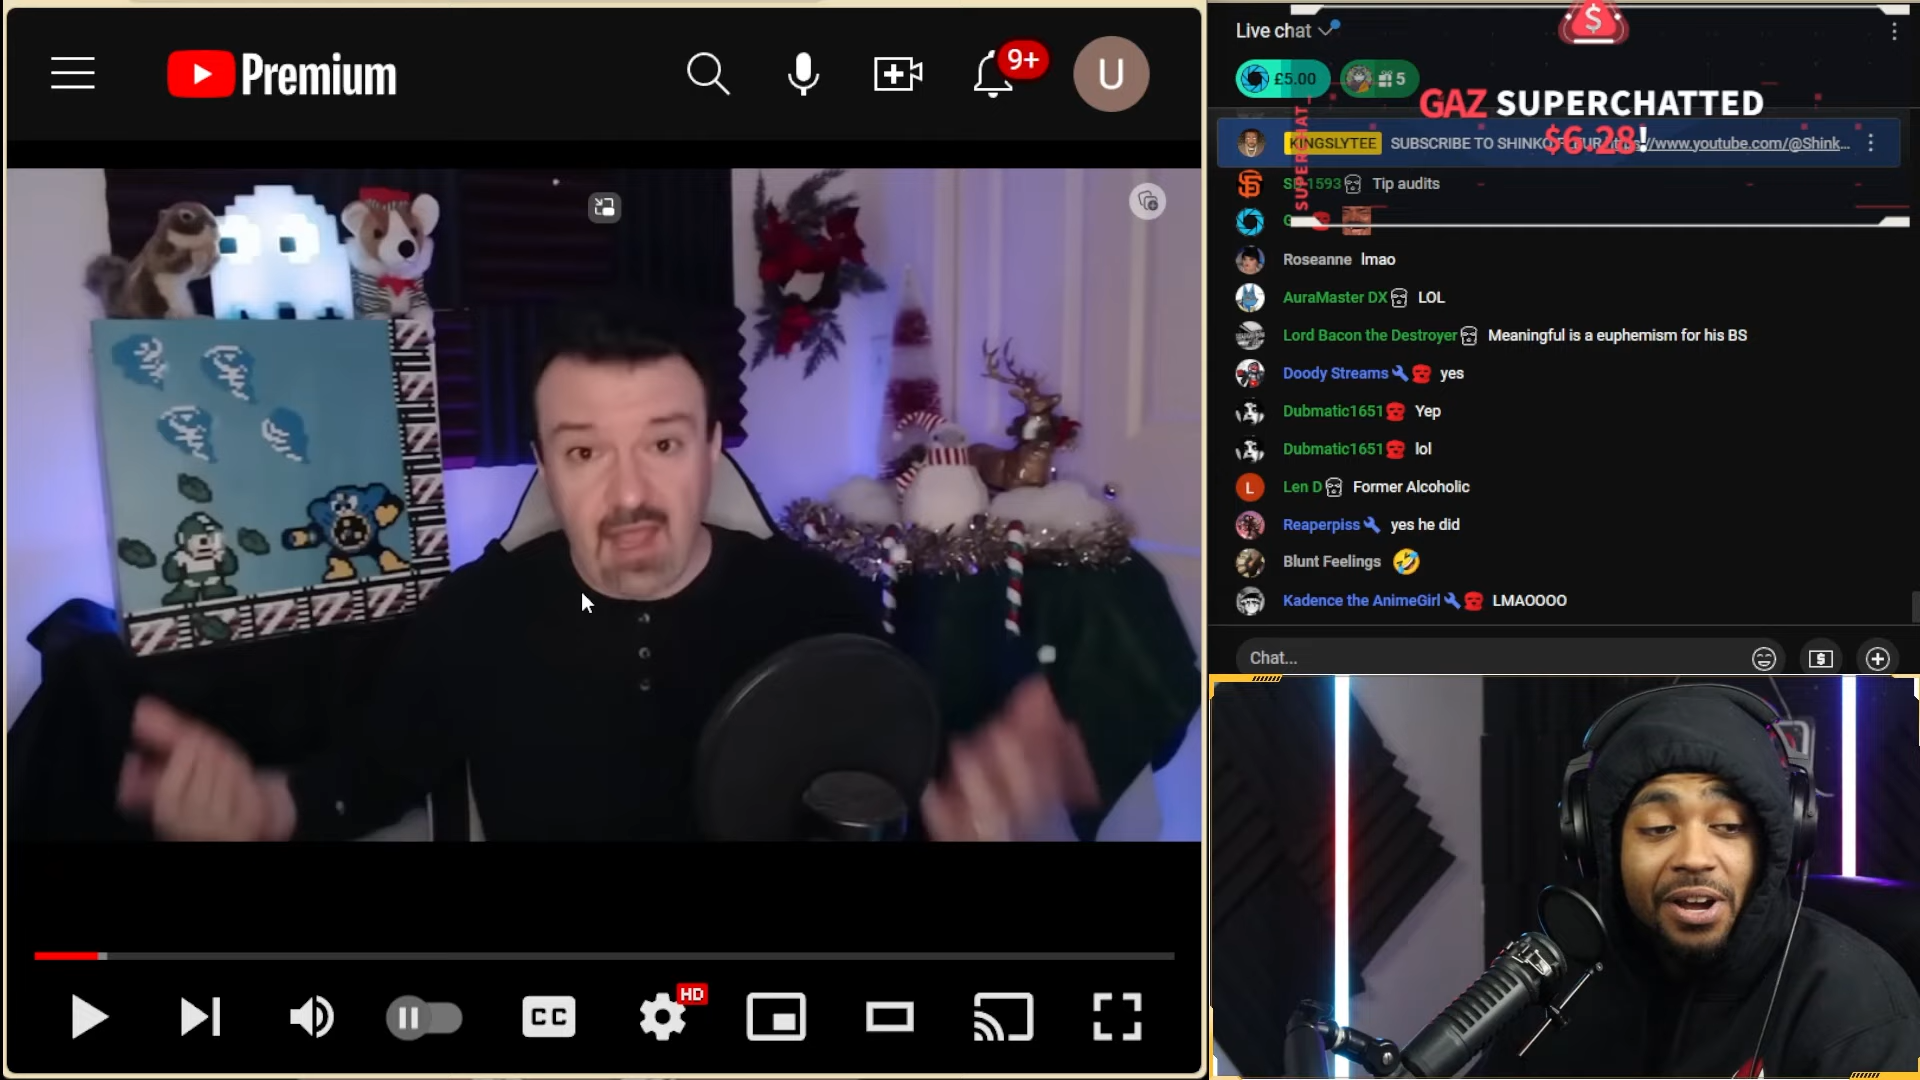 Premium
9+
U
HD
CC
Live chat
£5.00
5
GAZ SUPERCHATTED
$6.28!
SUPERCHAT
KINGSLYTEE SUBSCRIBE TO SHINKO //www.youtube.com/@Shink...
1593 Tip audits
Roseanne lmao
AuraMaster DX LOL
Lord Bacon the Destroyer Meaningful is a euphemism for his BS
Doody Streams yes
Dubmatic1651 Yep
Dubmatic1651 lol
L Len D Former Alcoholic
Reaperpiss yes he did
Blunt Feelings 🤣
Kadence the AnimeGirl LMAOOOO
Chat...